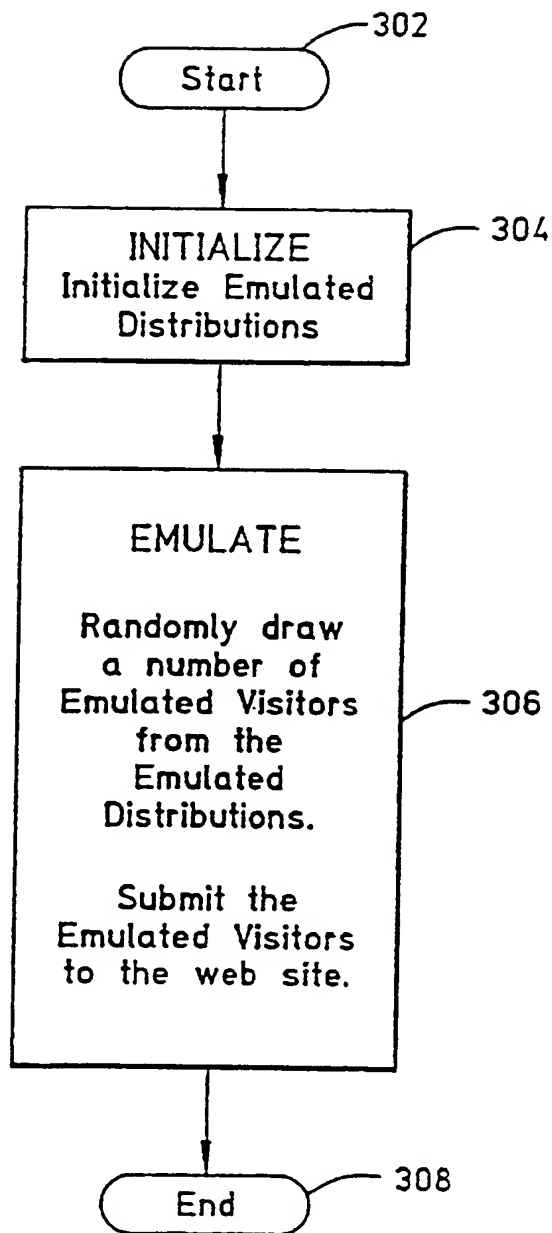 302
Start
304
INITIALIZE
Initialize Emulated
Distributions
EMULATE
Randomly draw
a number of
Emulated Visitors
from the
Emulated
Distributions.
306
Submit the
Emulated Visitors
to the web site.
308
End